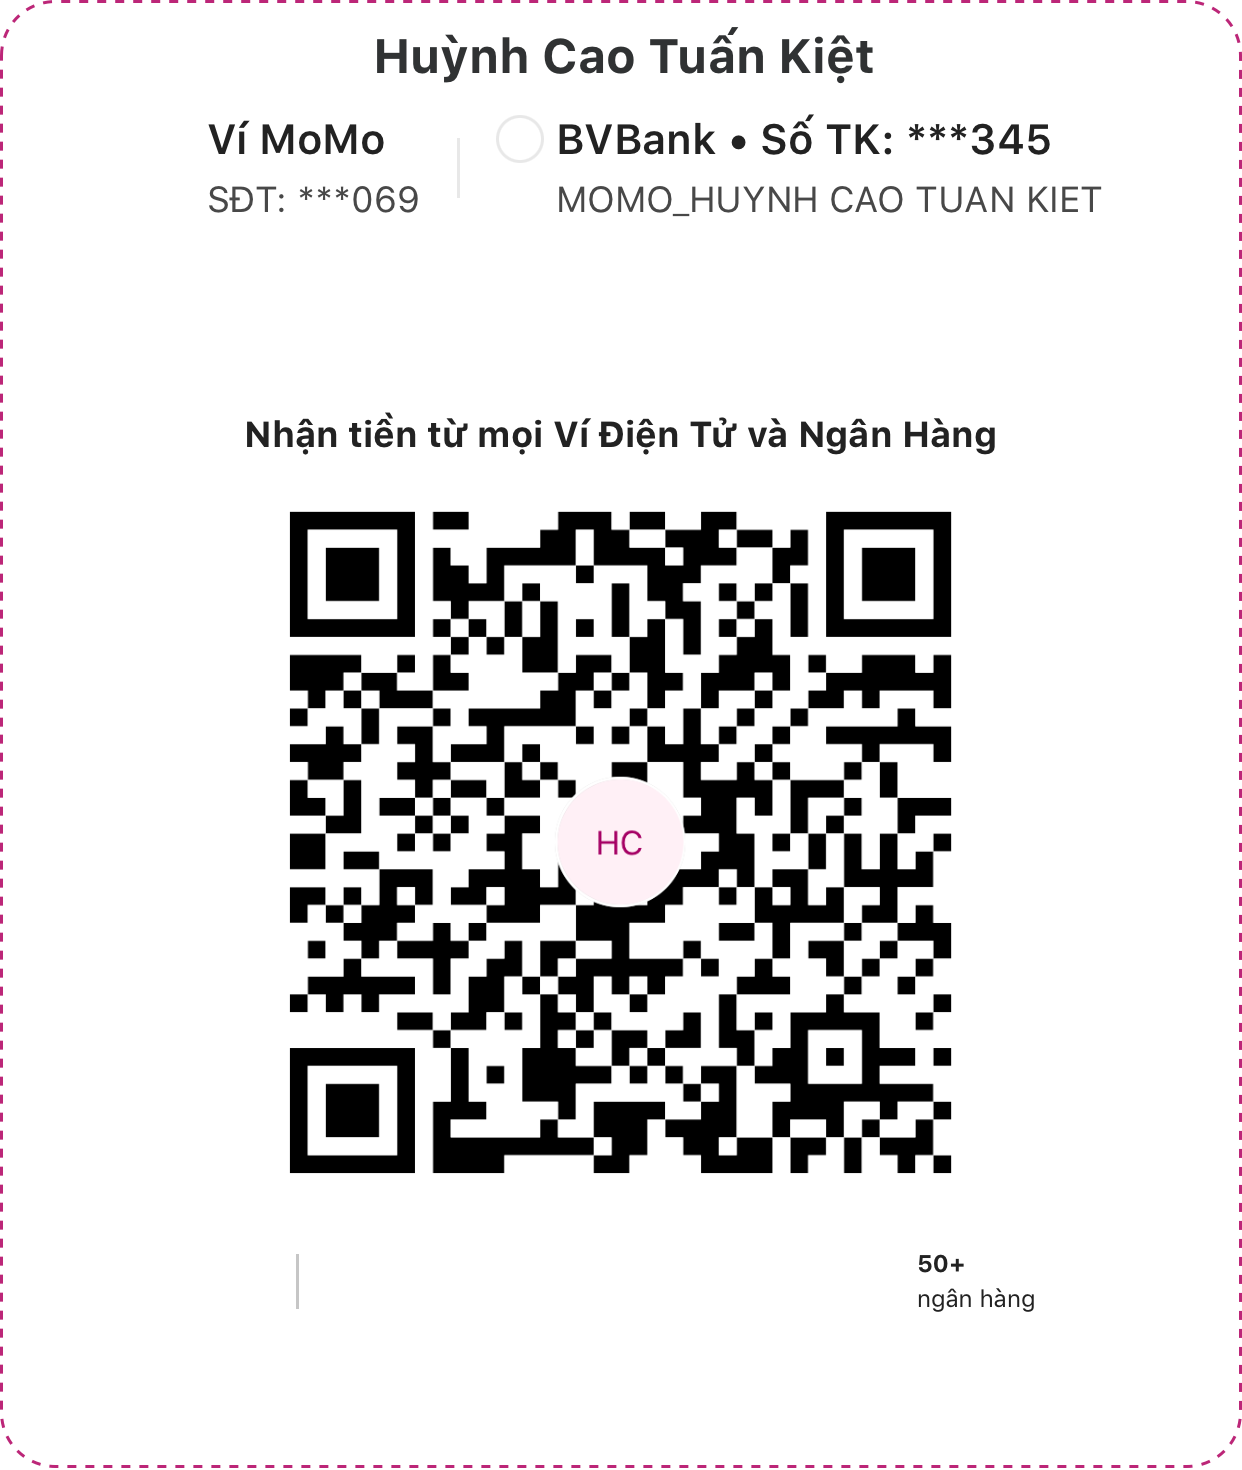 Huỳnh Cao Tuấn Kiệt
Ví MoMo
SĐT: ***069
BVBank • Số TK: ***345
MOMO_HUYNH CAO TUAN KIET
Nhận tiền từ mọi Ví Điện Tử và Ngân Hàng
HC
50+
ngân hàng